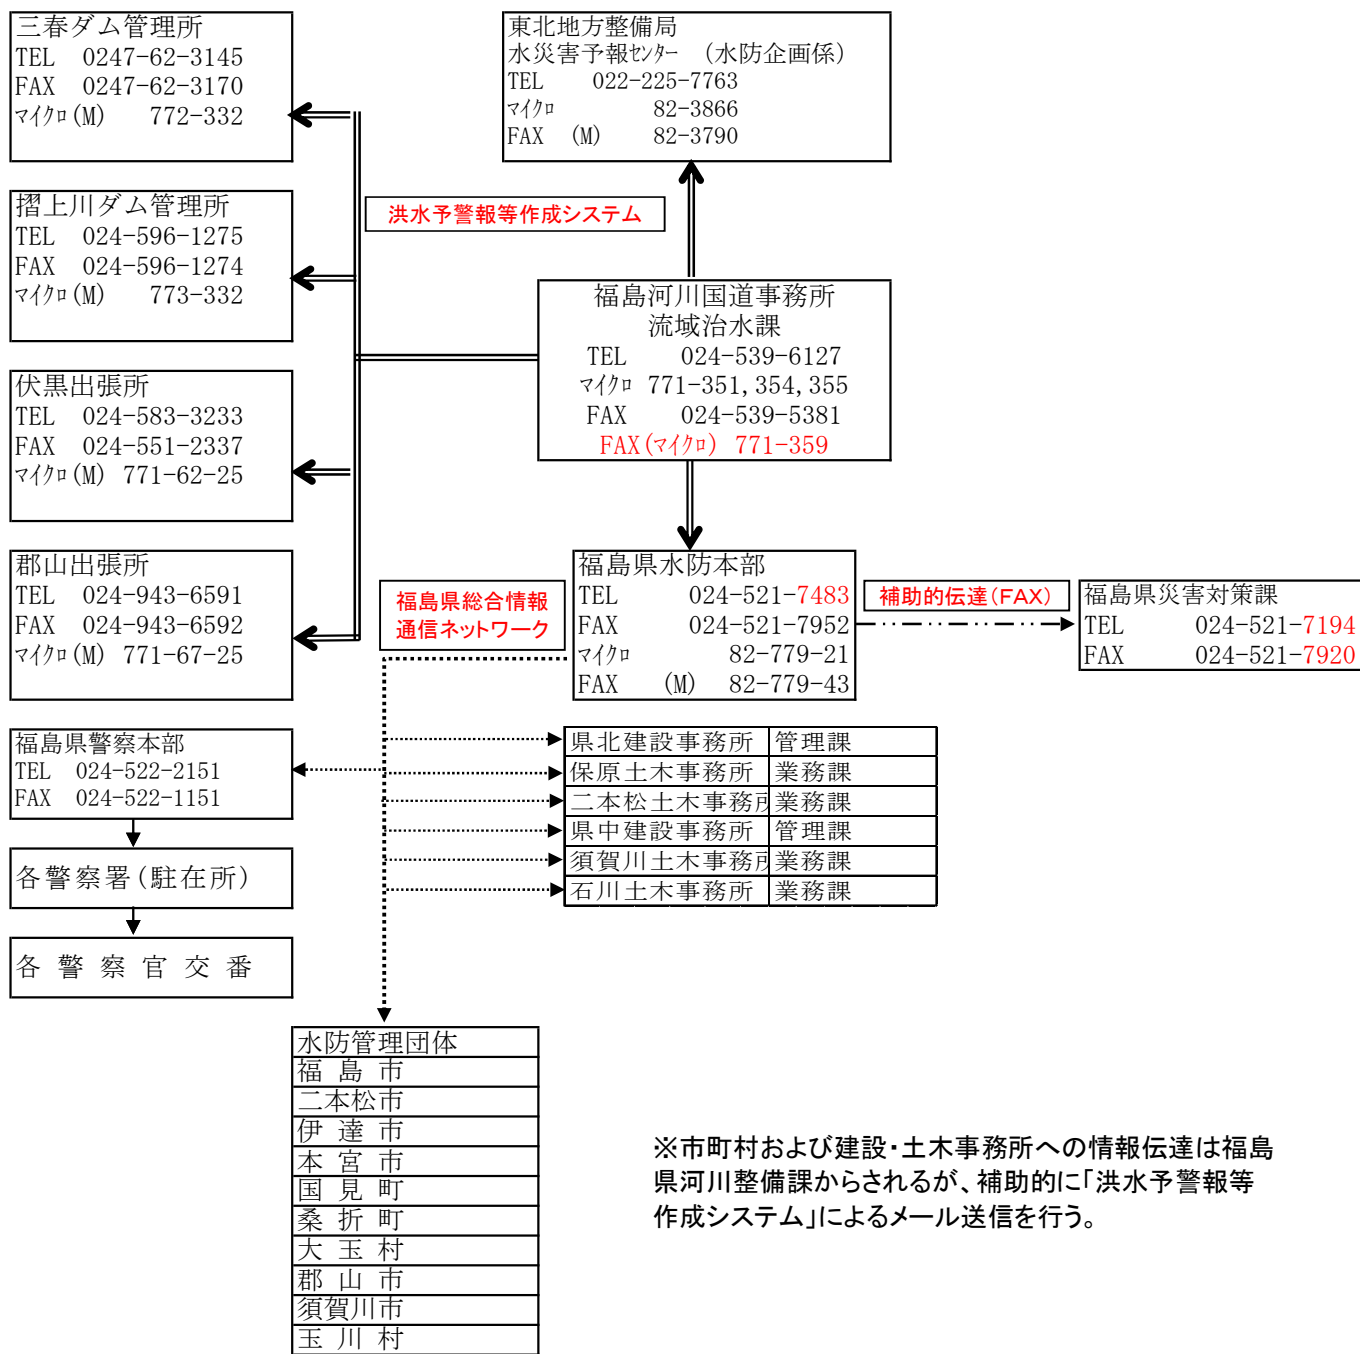 三春ダム管理所
TEL 0247-62-3145
FAX 0247-62-3170
ﾏｲｸﾛ(M) 772-332
東北地方整備局
水災害予報ｾﾝﾀｰ (水防企画係)
TEL 022-225-7763
ﾏｲｸﾛ 82-3866
FAX (M) 82-3790
摺上川ダム管理所
TEL 024-596-1275
FAX 024-596-1274
ﾏｲｸﾛ(M) 773-332
洪水予警報等作成システム
福島河川国道事務所
流域治水課
TEL 024-539-6127
ﾏｲｸﾛ 771-351,354,355
FAX 024-539-5381
FAX(ﾏｲｸﾛ) 771-359
伏黒出張所
TEL 024-583-3233
FAX 024-551-2337
ﾏｲｸﾛ(M) 771-62-25
郡山出張所
TEL 024-943-6591
FAX 024-943-6592
ﾏｲｸﾛ(M) 771-67-25
福島県総合情報
通信ネットワーク
福島県水防本部
TEL 024-521-7483
FAX 024-521-7952
ﾏｲｸﾛ 82-779-21
FAX (M) 82-779-43
補助的伝達(FAX)
福島県災害対策課
TEL 024-521-7194
FAX 024-521-7920
福島県警察本部
TEL 024-522-2151
FAX 024-522-1151
各警察署(駐在所)
各 警 察 官 交 番
県北建設事務所 管理課
保原土木事務所 業務課
二本松土木事務所 業務課
県中建設事務所 管理課
須賀川土木事務所 業務課
石川土木事務所 業務課
水防管理団体
福 島 市
二本松市
伊 達 市
本 宮 市
国 見 町
桑 折 町
大 玉 村
郡 山 市
須賀川市
玉 川 村
※市町村および建設・土木事務所への情報伝達は福島
県河川整備課からされるが、補助的に「洪水予警報等
作成システム」によるメール送信を行う。